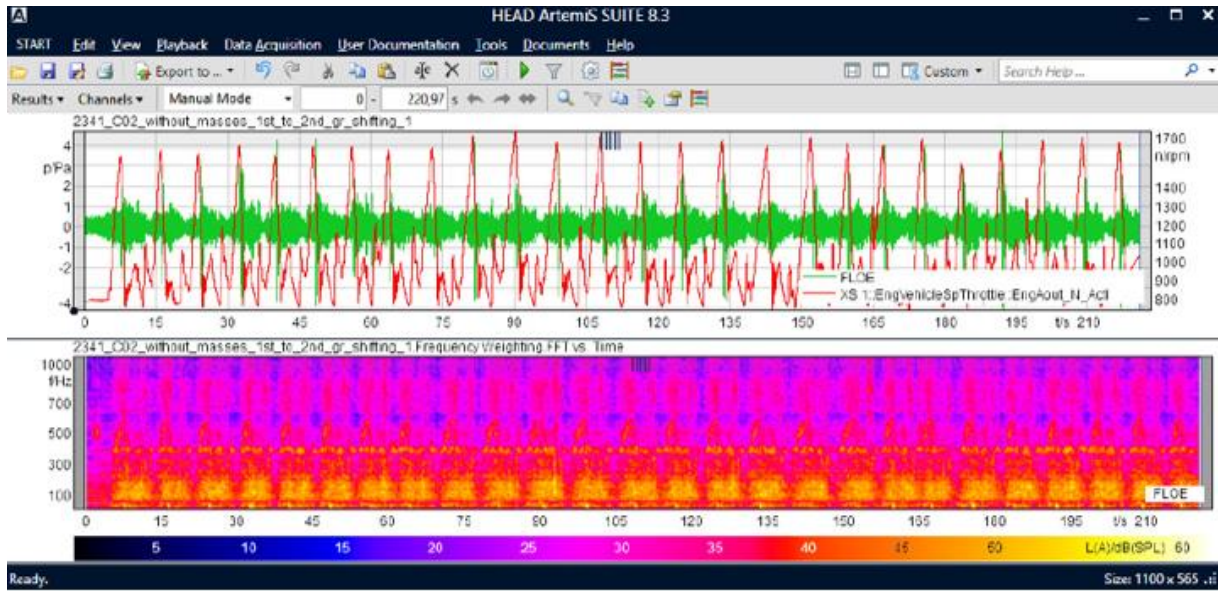 HEAD ArtemiS SUITE 8.3
START Edit View Playback Data Acquisition User Documentation Tools Documents Help
Export to ... Custom Search Help ...
Results Channels Manual Mode 0 - 220,97 s
2341_C02_without_masses_1st_to_2nd_gr_shifting_1
4 1700
p/Pa n/rpm
2 1400
1 1300
0 1200
-1 1100
-2 1000
900
-4 800
FLOE
XS 1::EngVehicleSpThrottle::EngAout_N_Actl
0 15 30 45 60 75 90 105 120 135 150 165 180 195 t/s 210
2341_C02_without_masses_1st_to_2nd_gr_shifting_1.Frequency Weighting.FFT vs. Time
1000
f/Hz
700
500
300
100
FLOE
0 15 30 45 60 75 90 105 120 135 150 165 180 195 t/s 210
5 10 15 20 25 30 35 40 45 50 L(A)/dB(SPL) 60
Ready. Size: 1100 x 565